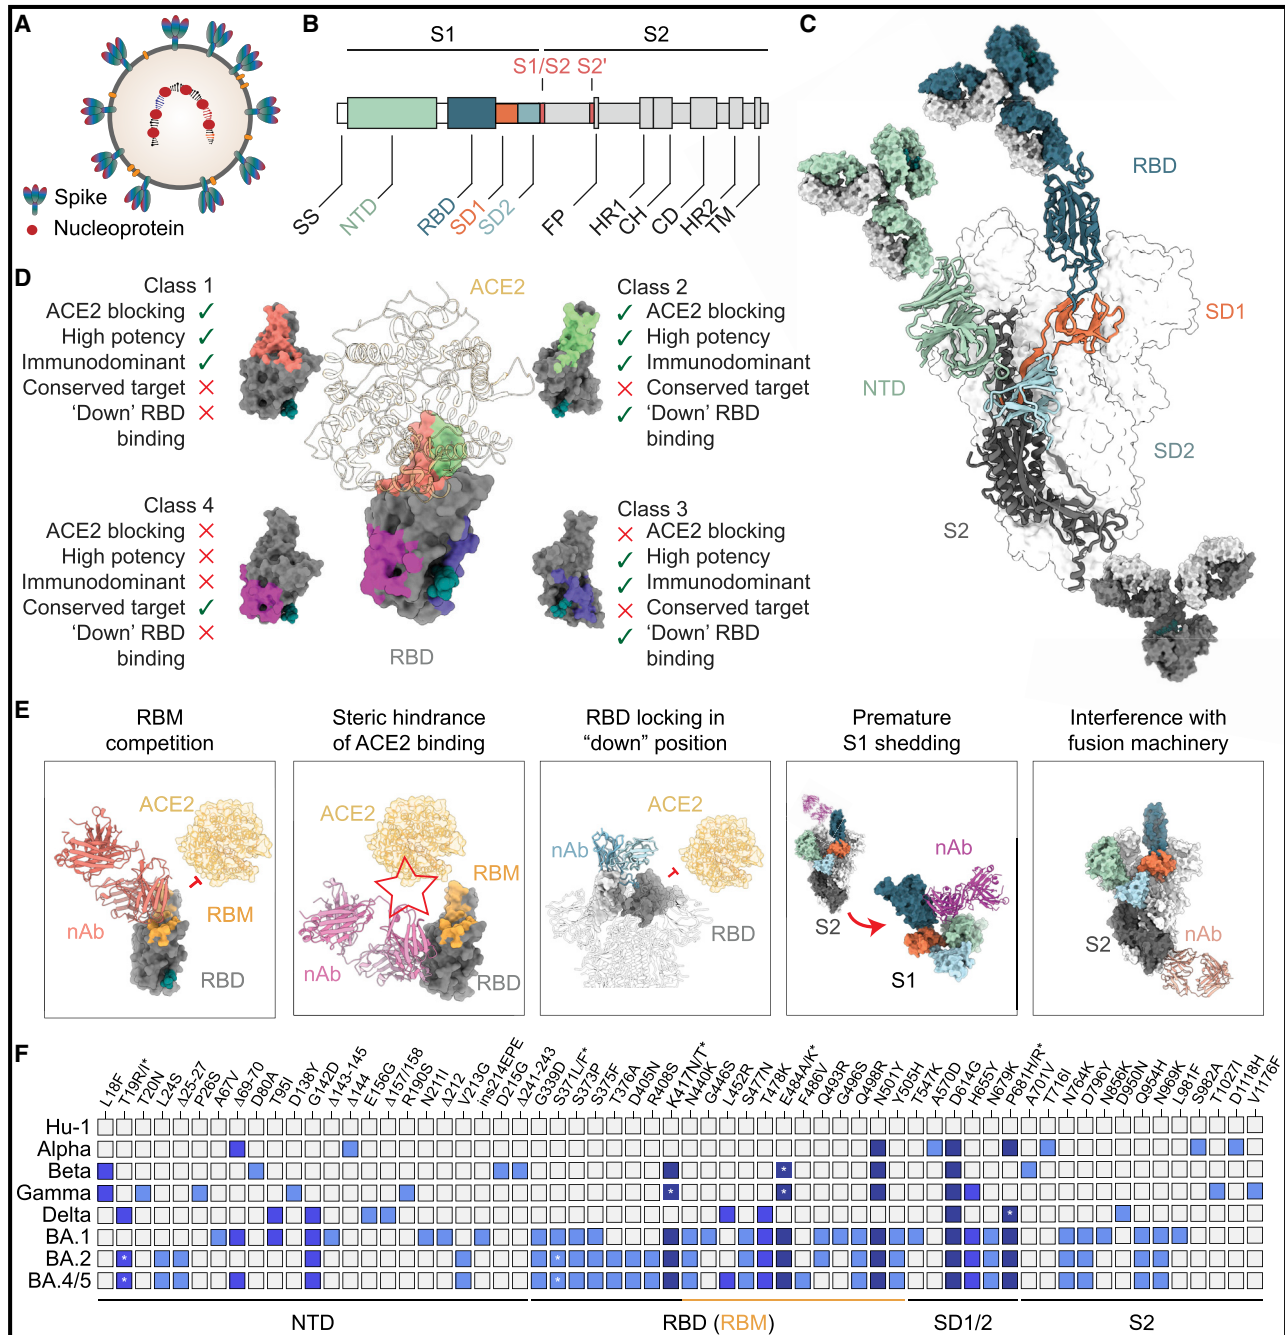 A
Spike
Nucleoprotein
B
S1
S2
S1/S2
S2'
SS
NTD
RBD
SD1
SD2
FP
HR1
CH
CD
HR2
TM
C
RBD
SD1
NTD
SD2
S2
D
Class 1
ACE2 blocking ✓
High potency ✓
Immunodominant ✓
Conserved target ×
'Down' RBD ×
binding
ACE2
Class 2
✓ ACE2 blocking
✓ High potency
✓ Immunodominant
× Conserved target
✓ 'Down' RBD
binding
Class 4
ACE2 blocking ×
High potency ×
Immunodominant ×
Conserved target ✓
'Down' RBD ×
binding
RBD
Class 3
× ACE2 blocking
✓ High potency
✓ Immunodominant
× Conserved target
✓ 'Down' RBD
binding
E
RBM
competition
ACE2
nAb
RBM
RBD
Steric hindrance
of ACE2 binding
ACE2
RBM
nAb
RBD
RBD locking in
"down" position
ACE2
nAb
RBD
Premature
S1 shedding
nAb
S2
S1
Interference with
fusion machinery
S2
nAb
F
L18F
T19R/I*
T20N
L24S
Δ25-27
P26S
A67V
Δ69-70
D80A
T95I
D138Y
G142D
Δ143-145
Δ144
E156G
Δ157/158
R190S
N211I
Δ212
V213G
ins214EPE
D215G
Δ241-243
G339D
S371L/F*
S373P
S375F
T376A
D405N
R408S
K417N/T*
N440K
G446S
L452R
S477N
T478K
E484A/K*
F486V
Q493R
G496S
Q498R
N501Y
Y505H
T547K
A570D
D614G
H655Y
N679K
P681H/R*
A701V
T716I
N764K
D796Y
N856K
D950N
Q954H
N969K
L981F
S982A
T1027I
D1118H
V1176F
Hu-1
Alpha
Beta
Gamma
Delta
BA.1
BA.2
BA.4/5
NTD
RBD (RBM)
SD1/2
S2